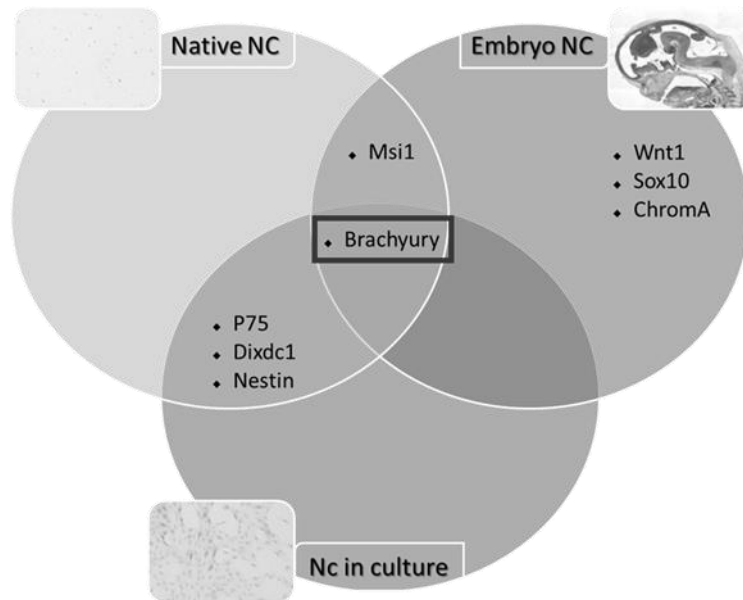 Native NC
Embryo NC
⬥ Msi1
⬥ Wnt1
⬥ Sox10
⬥ ChromA
⬥ Brachyury
⬥ P75
⬥ Dixdc1
⬥ Nestin
Nc in culture